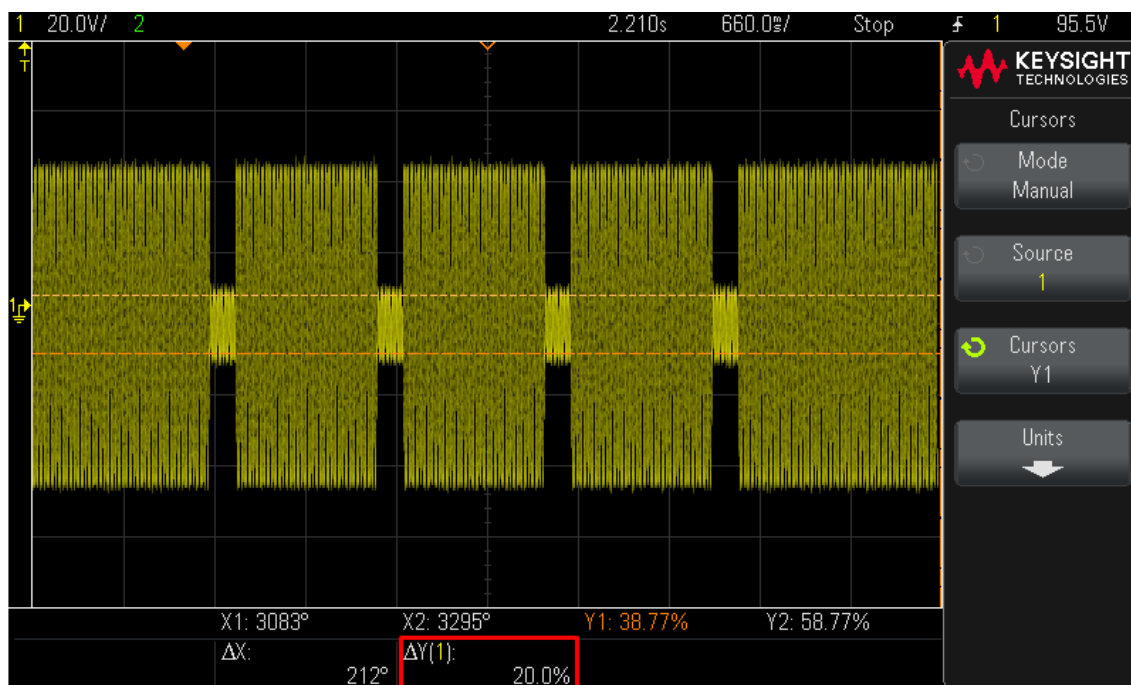 1 20.0V/ 2 2.210s 660.0ms/ Stop 1 95.5V
T
KEYSIGHT
TECHNOLOGIES
Cursors
Mode
Manual
Source
1
Cursors
Y1
Units
1
X1: 3083° X2: 3295° Y1: 38.77% Y2: 58.77%
ΔX: ΔY(1):
212° 20.0%